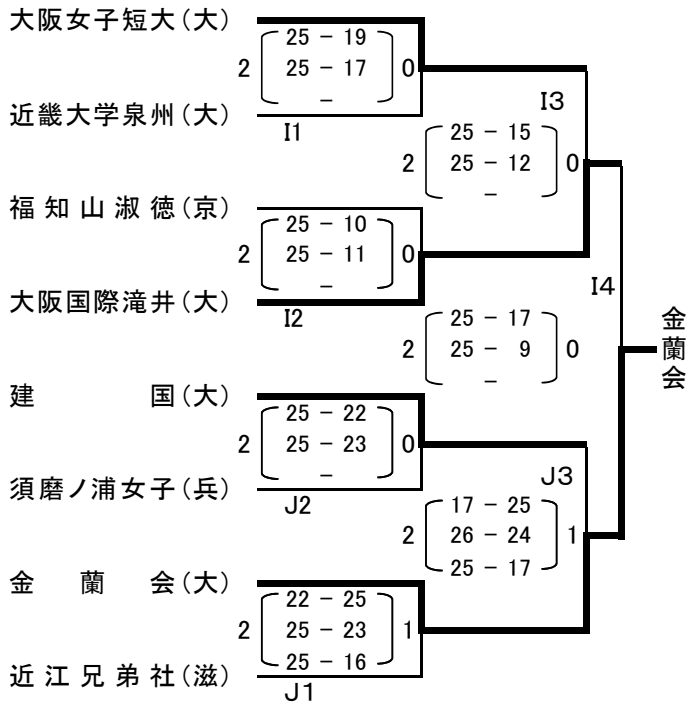 大阪女子短大(大)
2 25 - 19 0
25 - 17
-
近畿大学泉州(大)
I1
I3
2 25 - 15 0
25 - 12
-
福知山淑徳(京)
2 25 - 10 0
25 - 11
-
大阪国際滝井(大)
I2
I4
2 25 - 17 0
25 - 9
-
金蘭会
建国(大)
2 25 - 22 0
25 - 23
-
須磨ノ浦女子(兵)
J2
J3
2 17 - 25 1
26 - 24
25 - 17
金蘭会(大)
2 22 - 25 1
25 - 23
25 - 16
近江兄弟社(滋)
J1